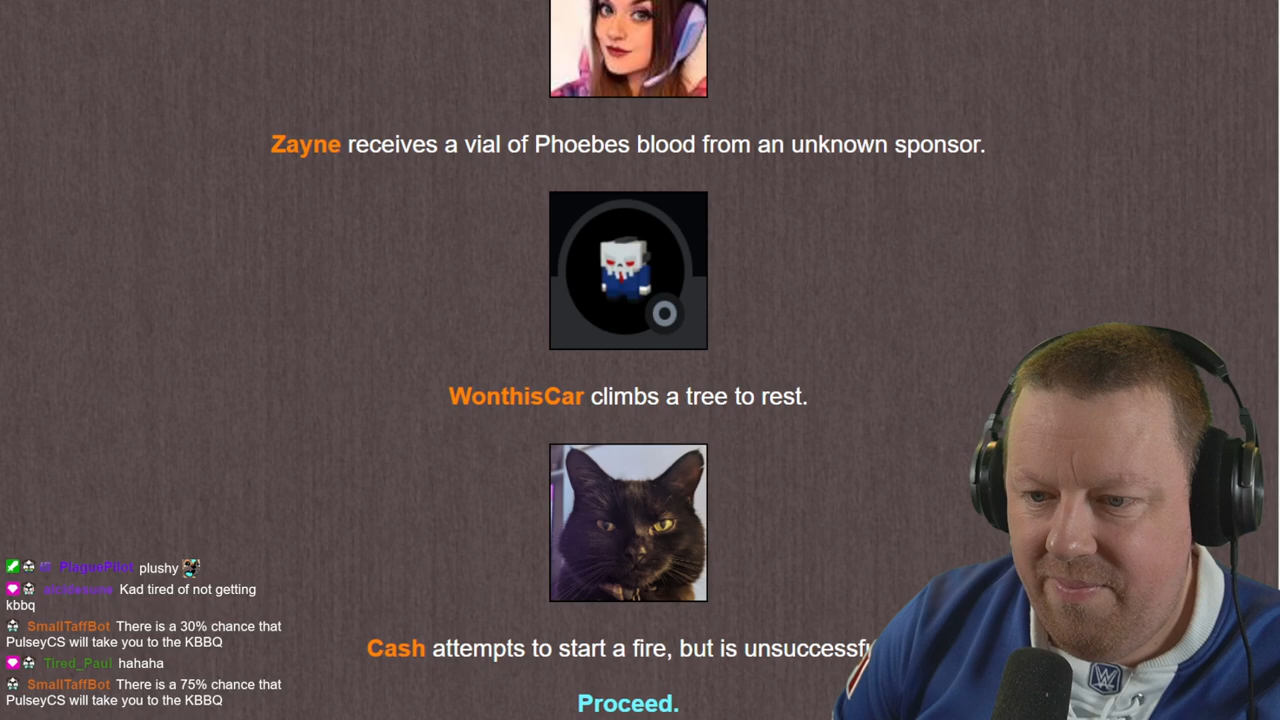 Zayne receives a vial of Phoebes blood from an unknown sponsor.
WonthisCar climbs a tree to rest.
Cash attempts to start a fire, but is unsuccessfu
Proceed.
PlaguePilot plushy
Kad tired of not getting
kbbq
SmallTaffBot There is a 30% chance that
PulseyCS will take you to the KBBQ
Tired_Paul hahaha
SmallTaffBot There is a 75% chance that
PulseyCS will take you to the KBBQ
W